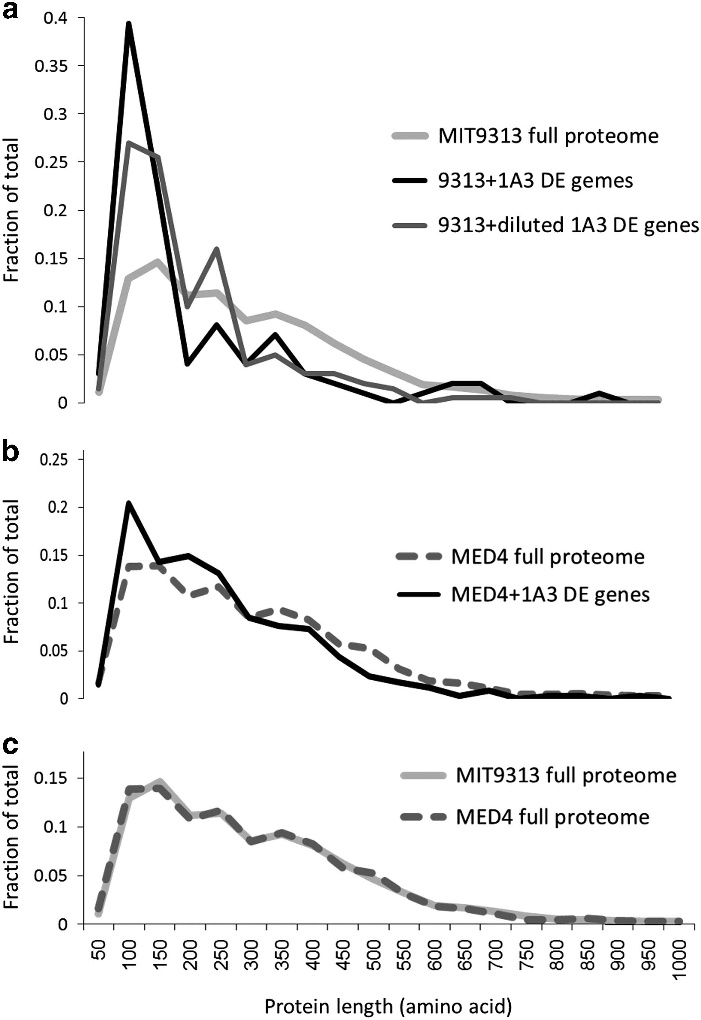 a
0.4
0.35
0.3
0.25
0.2
0.15
0.1
0.05
0
Fraction of total
MIT9313 full proteome
9313+1A3 DE gemes
9313+diluted 1A3 DE genes
b
0.25
0.2
0.15
0.1
0.05
0
Fraction of total
MED4 full proteome
MED4+1A3 DE genes
c
0.15
0.1
0.05
0
Fraction of total
MIT9313 full proteome
MED4 full proteome
50 100 150 200 250 300 350 400 450 500 550 600 650 700 750 800 850 900 950 1000
Protein length (amino acid)